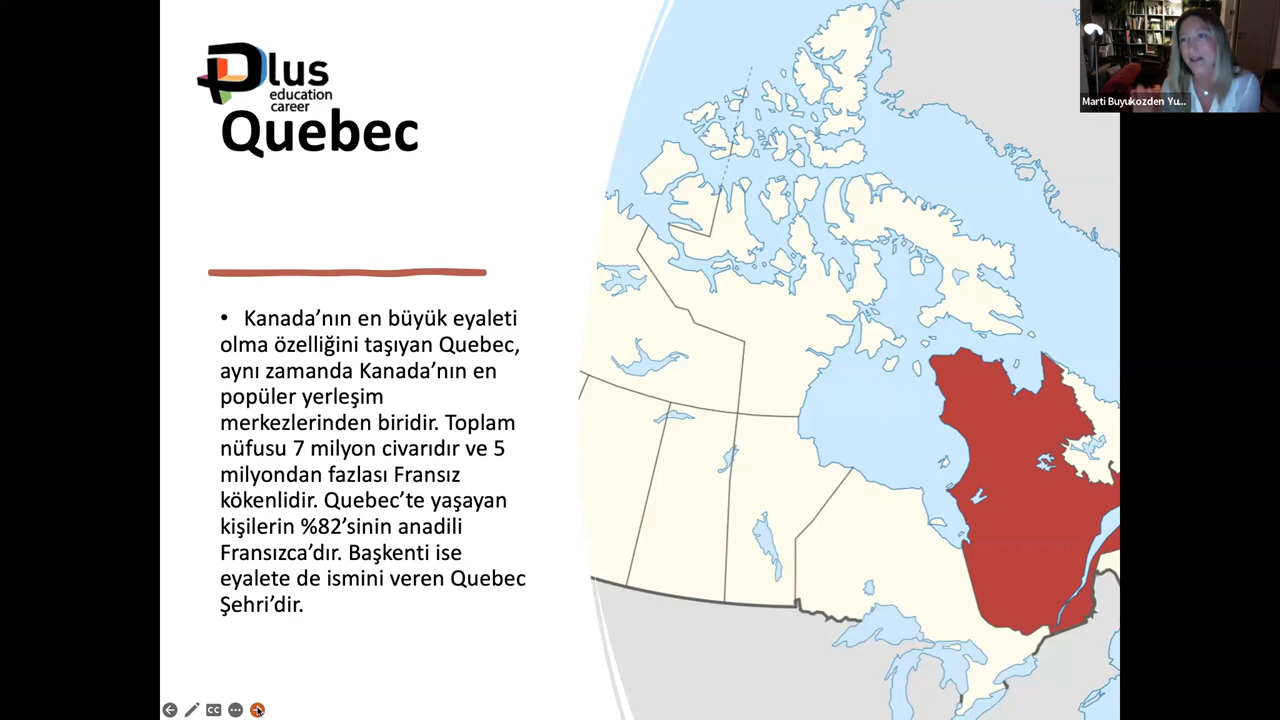 Plus
education
career
Quebec
• Kanada’nın en büyük eyaleti
olma özelliğini taşıyan Quebec,
aynı zamanda Kanada’nın en
popüler yerleşim
merkezlerinden biridir. Toplam
nüfusu 7 milyon civarıdır ve 5
milyondan fazlası Fransız
kökenlidir. Quebec’te yaşayan
kişilerin %82’sinin anadili
Fransızca’dır. Başkenti ise
eyalete de ismini veren Quebec
Şehri’dir.
Marti Buyukozden Yu...
CC